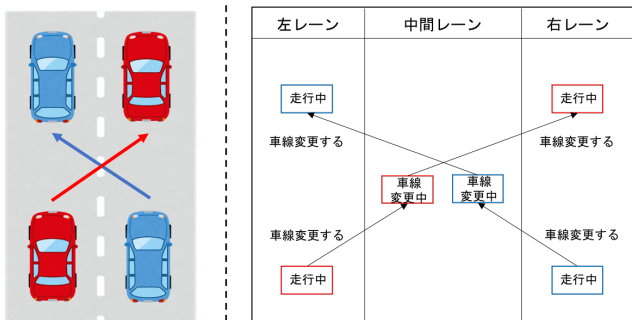 左レーン
中間レーン
右レーン
走行中
走行中
車線変更する
車線変更する
車線
変更中
車線
変更中
車線変更する
車線変更する
走行中
走行中